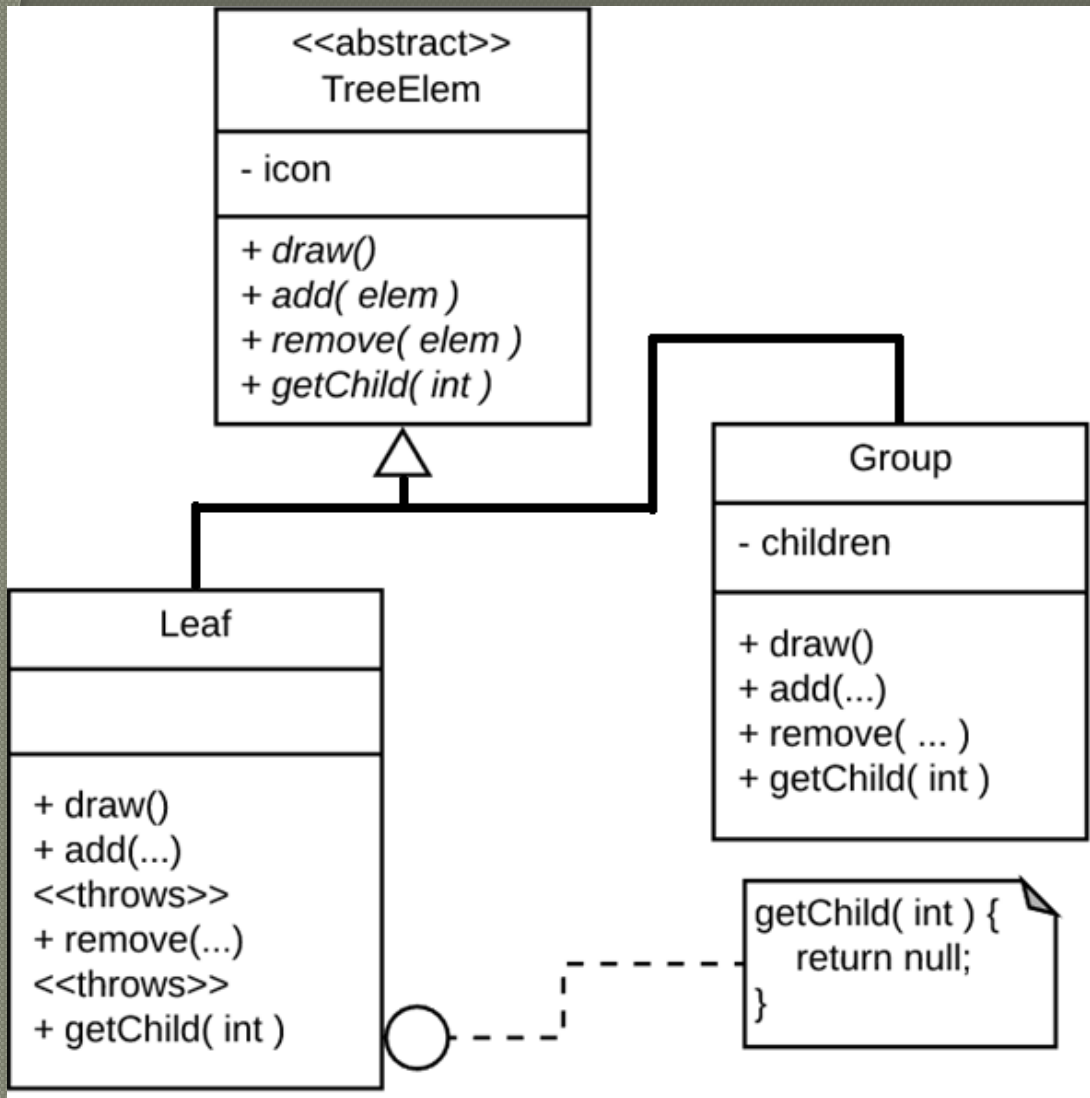 <<abstract>>
TreeElem
- icon
+ draw()
+ add( elem )
+ remove( elem )
+ getChild( int )
Group
- children
+ draw()
+ add(...)
+ remove( ... )
+ getChild( int )
Leaf
+ draw()
+ add(...)
<<throws>>
+ remove(...)
<<throws>>
+ getChild( int )
getChild( int ) {
return null;
}